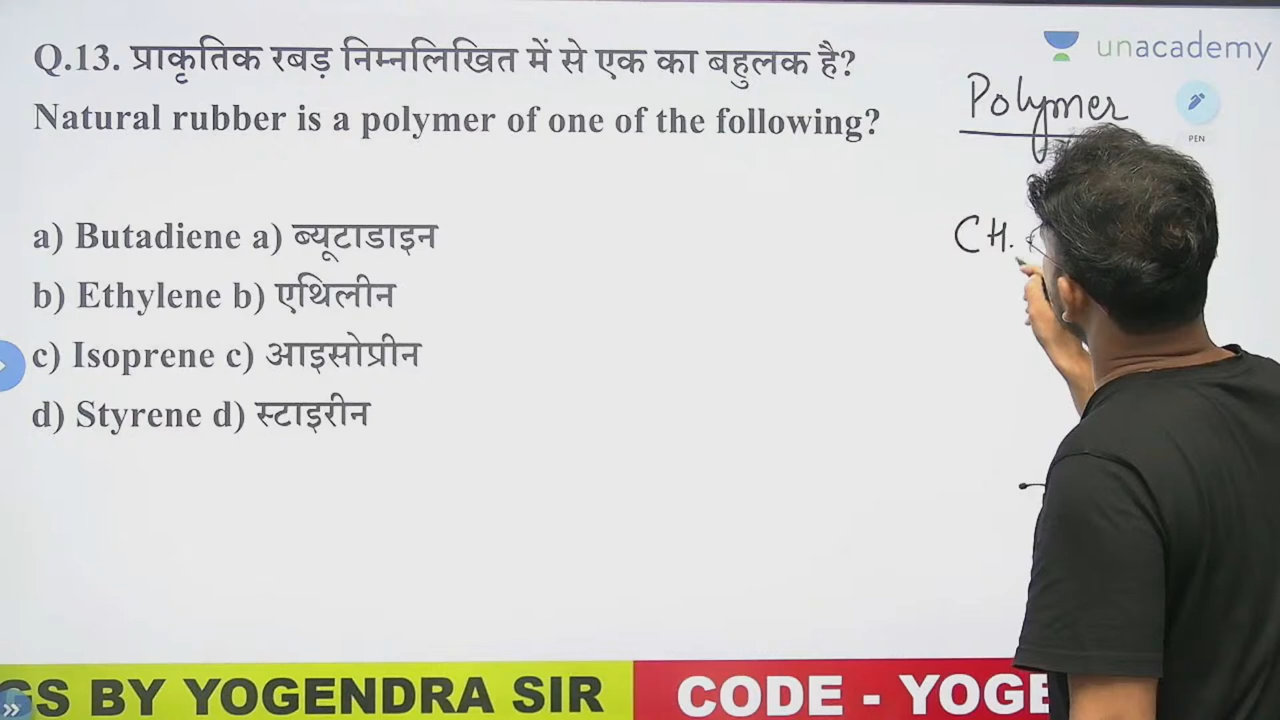 Q.13. प्राकृतिक रबड़ निम्नलिखित में से एक का बहुलक है?
unacademy
Natural rubber is a polymer of one of the following?
Polymer
PEN
a) Butadiene a) ब्यूटाडाइन
CH
b) Ethylene b) एथिलीन
c) Isoprene c) आइसोप्रीन
d) Styrene d) स्टाइरीन
GS BY YOGENDRA SIR
CODE - YOGE